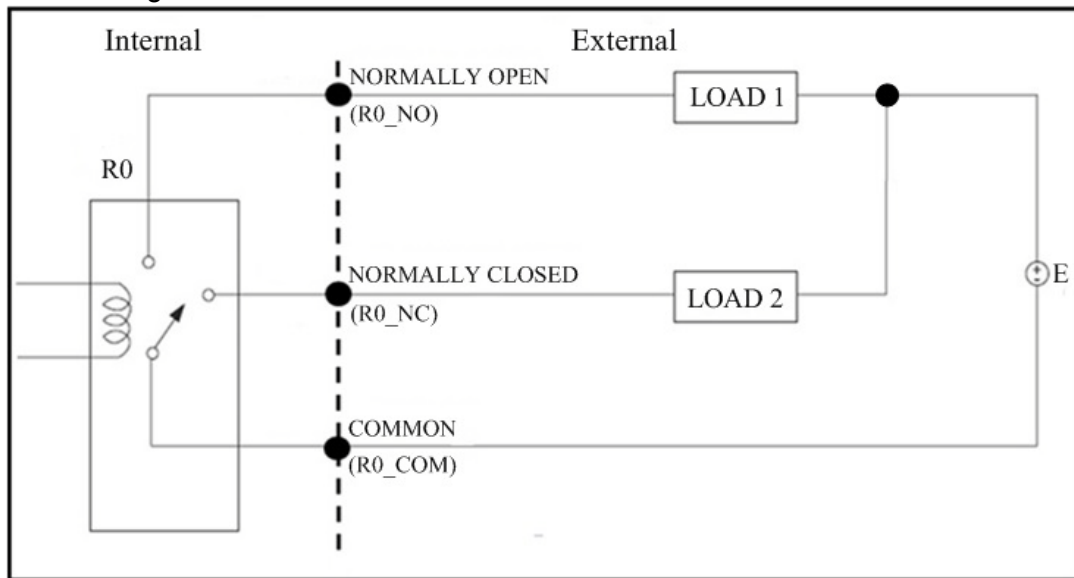 Internal
External
NORMALLY OPEN
(R0_NO)
LOAD 1
R0
NORMALLY CLOSED
(R0_NC)
LOAD 2
E
COMMON
(R0_COM)